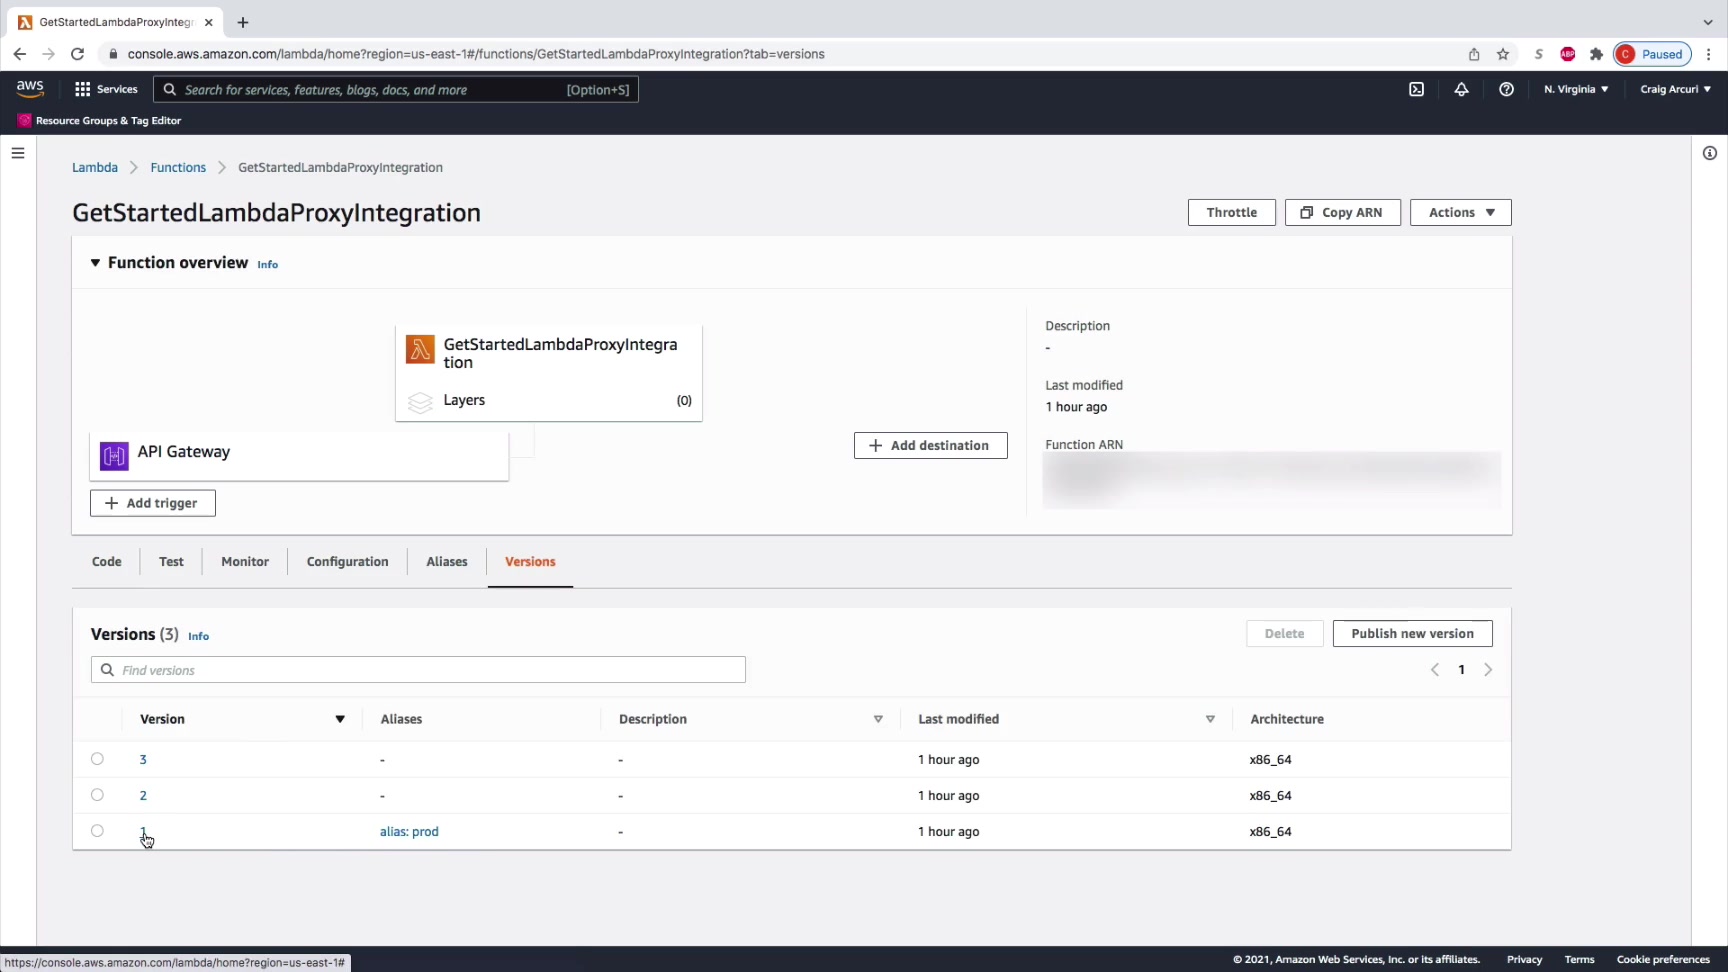 GetStartedLambdaProxyInteg
console.aws.amazon.com/lambda/home?region=us-east-1#/functions/GetStartedLambdaProxyIntegration?tab=versions
S
ABP
C Paused
aws
Services
Search for services, features, blogs, docs, and more [Option+S]
N. Virginia ▼
Craig Arcuri ▼
Resource Groups & Tag Editor
Lambda > Functions > GetStartedLambdaProxyIntegration
GetStartedLambdaProxyIntegration
Throttle
Copy ARN
Actions ▼
▼ Function overview Info
GetStartedLambdaProxyIntegra
tion
Layers (0)
API Gateway
+ Add trigger
+ Add destination
Description
-
Last modified
1 hour ago
Function ARN
Code
Test
Monitor
Configuration
Aliases
Versions
Versions (3) Info
Delete
Publish new version
Find versions
< 1 >
Version Aliases Description Last modified Architecture
3 - - 1 hour ago x86_64
2 - - 1 hour ago x86_64
1 alias: prod - 1 hour ago x86_64
https://console.aws.amazon.com/lambda/home?region=us-east-1#
© 2021, Amazon Web Services, Inc. or its affiliates. Privacy Terms Cookie preferences